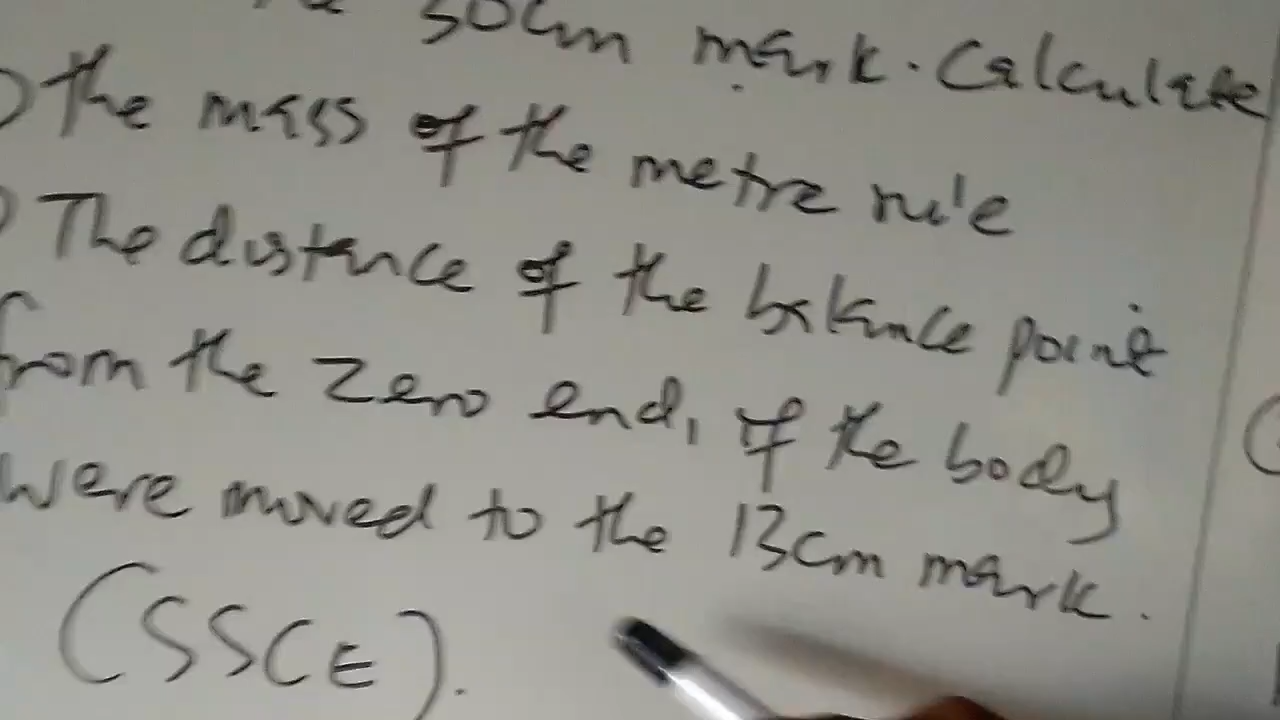 50cm mark. Calculate
) the mass of the metre rule
) The distance of the balance point
from the zero end, if the body
were moved to the 13cm mark.
(SSCE).